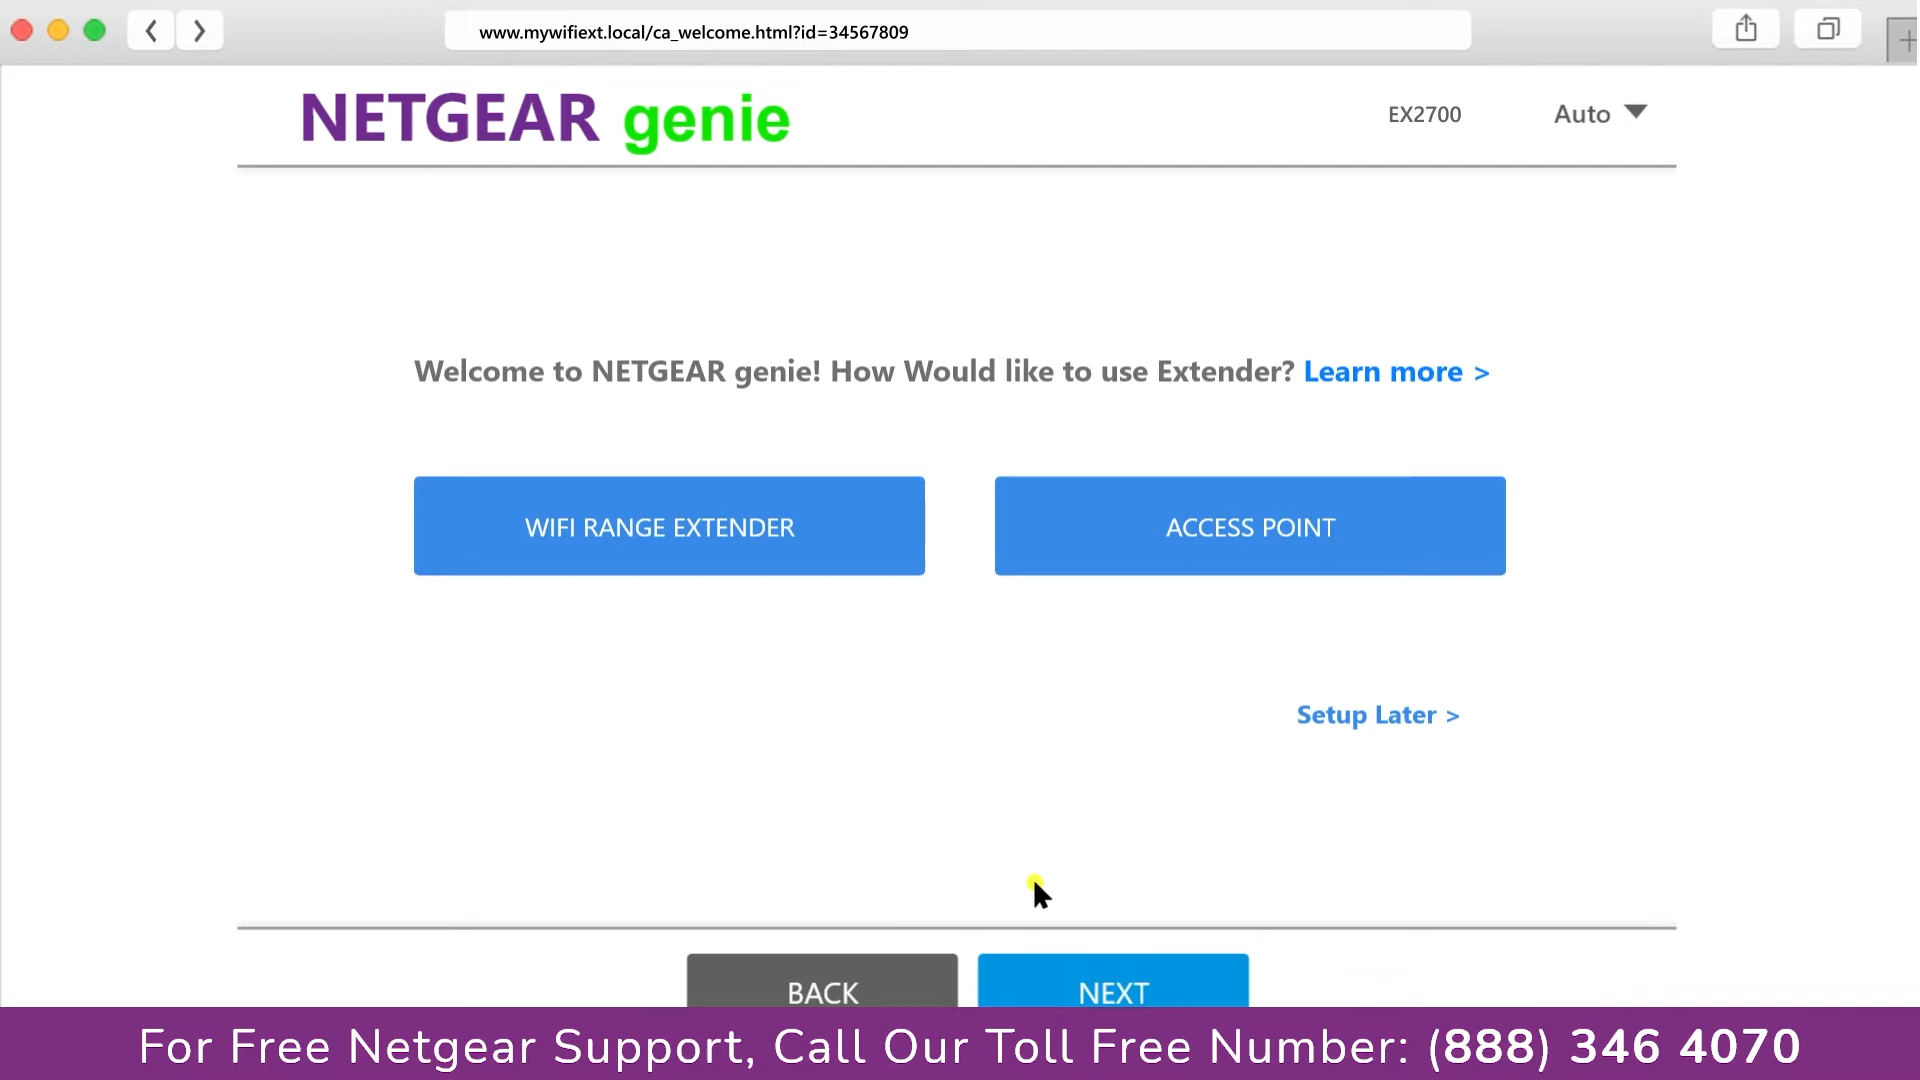 www.mywifiext.local/ca_welcome.html?id=34567809
NETGEAR genie
EX2700
Auto
Welcome to NETGEAR genie! How Would like to use Extender? Learn more >
WIFI RANGE EXTENDER
ACCESS POINT
Setup Later >
BACK
NEXT
For Free Netgear Support, Call Our Toll Free Number: (888) 346 4070